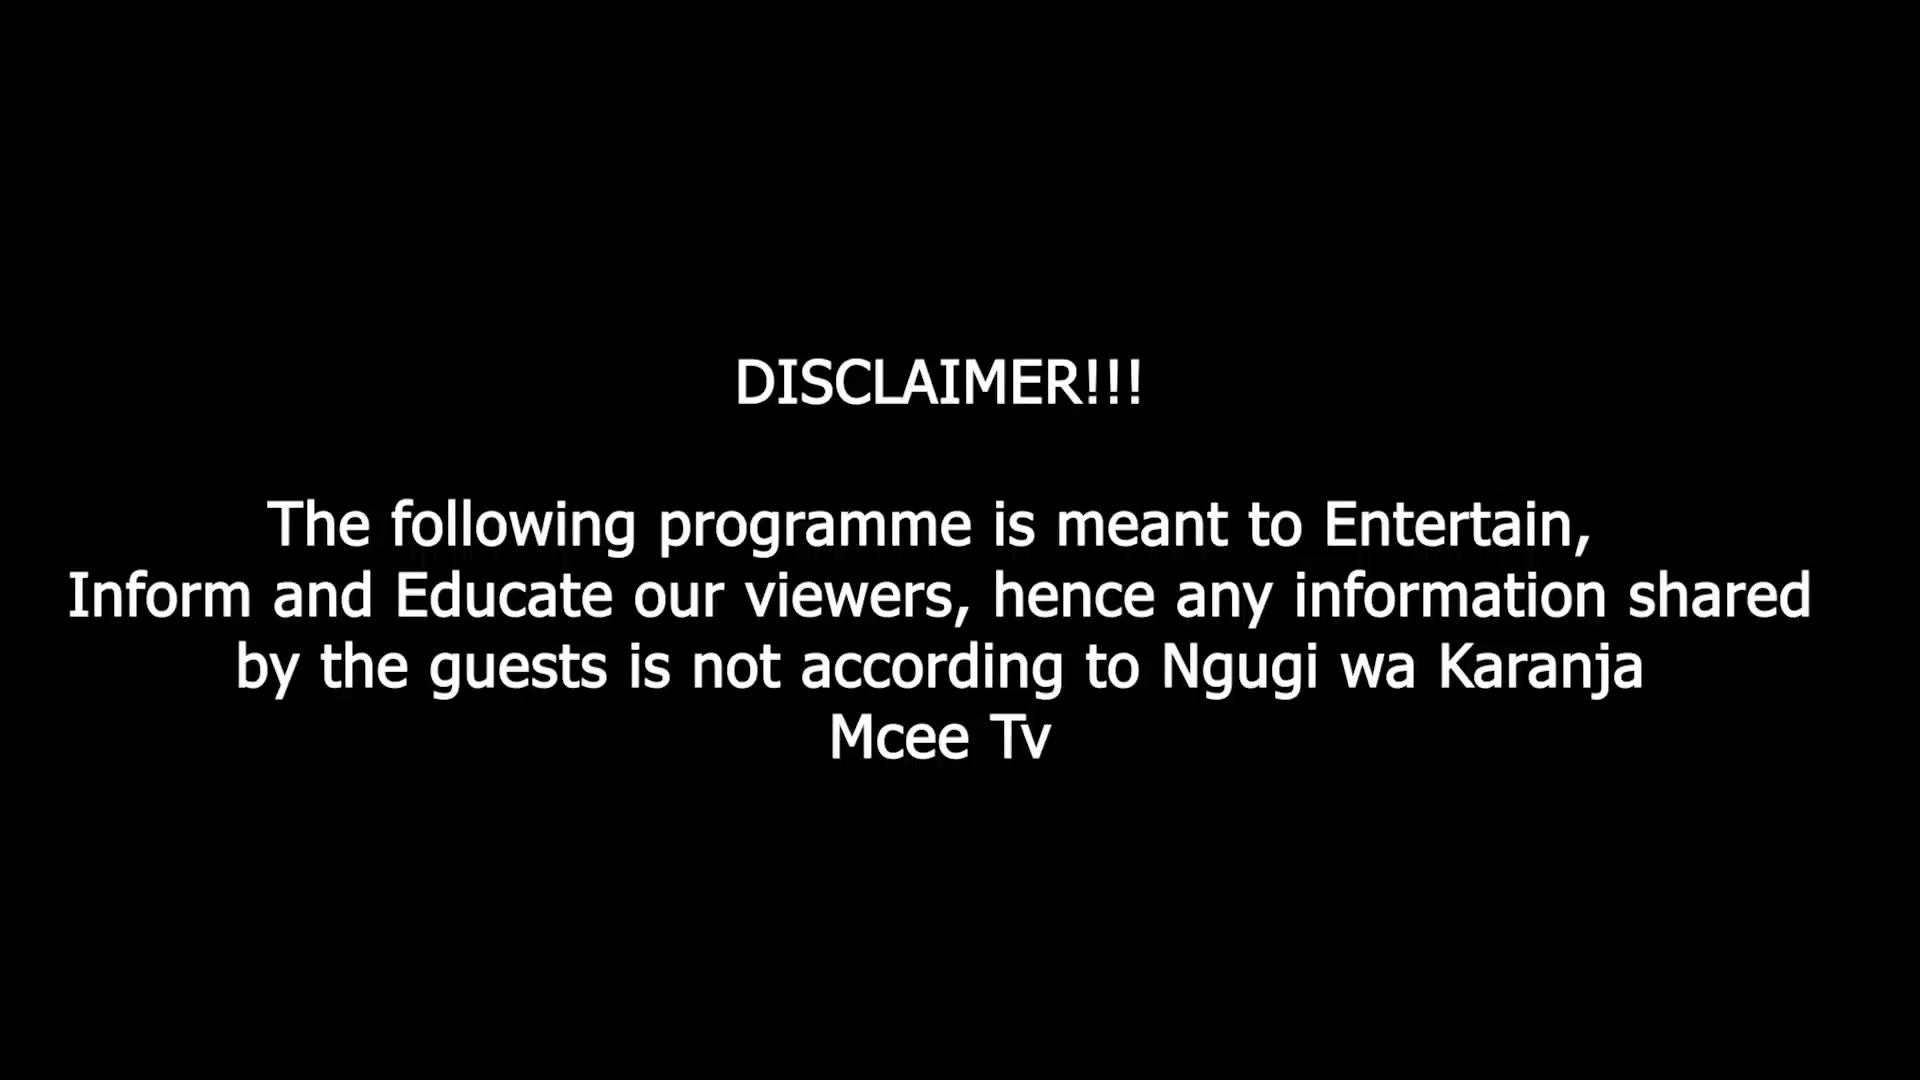 DISCLAIMER!!!
The following programme is meant to Entertain,
Inform and Educate our viewers, hence any information shared
by the guests is not according to Ngugi wa Karanja
Mcee Tv